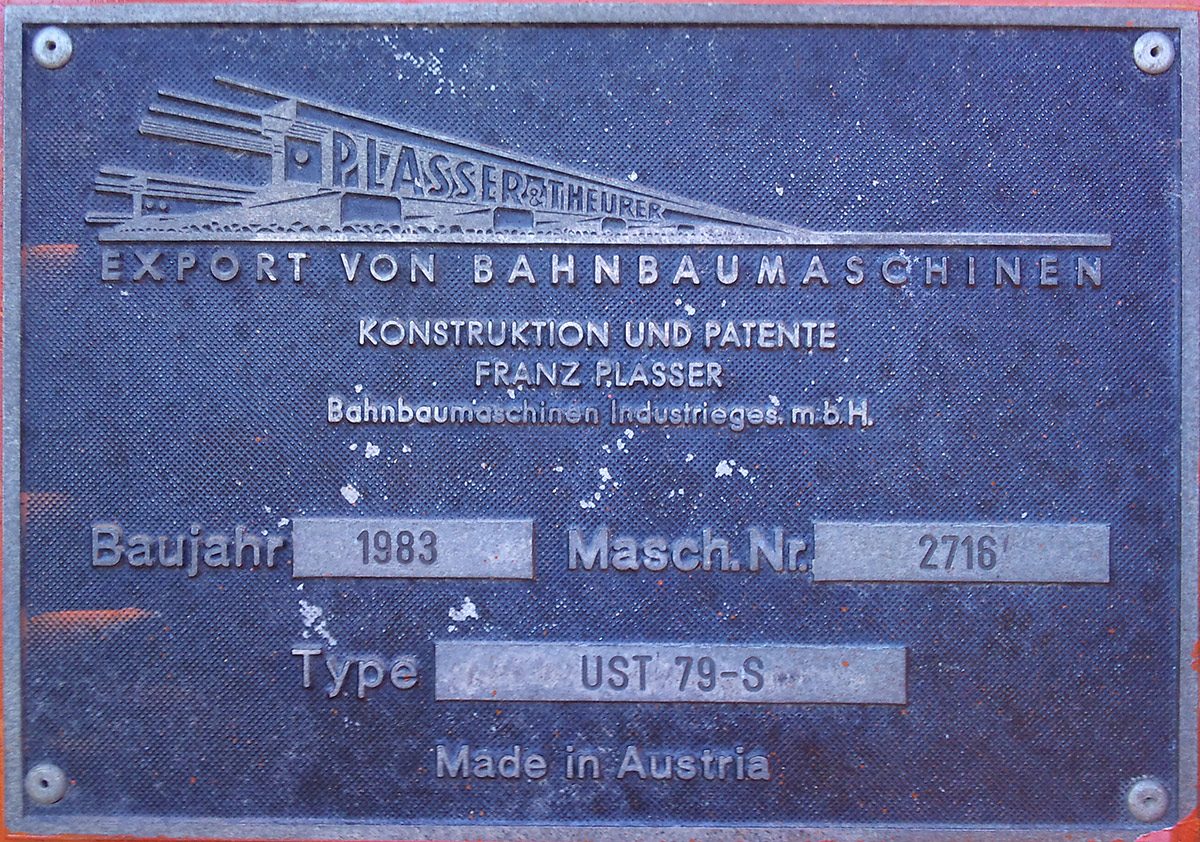 PLASSER & THEURER
EXPORT VON BAHNBAUMASCHINEN
KONSTRUKTION UND PATENTE
FRANZ PLASSER
Bahnbaumaschinen Industrieges. m.b.H.
Baujahr 1983 Masch.Nr. 2716
Type UST 79-S
Made in Austria